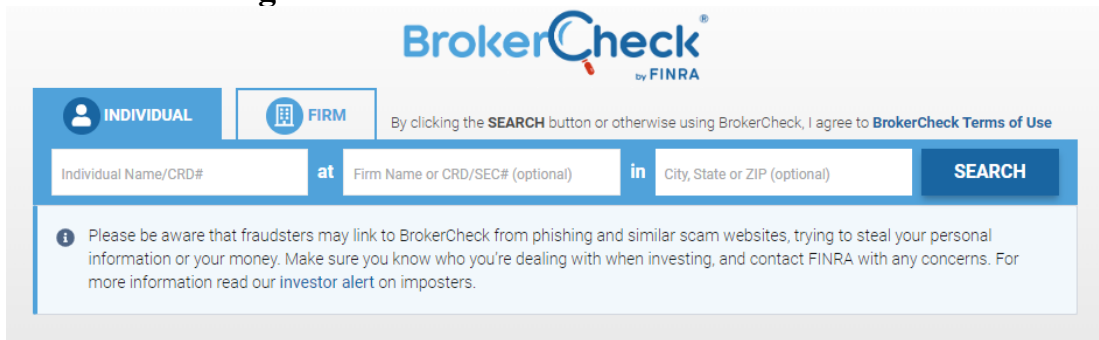 BrokerCheck®
by FINRA
INDIVIDUAL
FIRM
By clicking the SEARCH button or otherwise using BrokerCheck, I agree to BrokerCheck Terms of Use
Individual Name/CRD#
at
Firm Name or CRD/SEC# (optional)
in
City, State or ZIP (optional)
SEARCH
Please be aware that fraudsters may link to BrokerCheck from phishing and similar scam websites, trying to steal your personal
information or your money. Make sure you know who you're dealing with when investing, and contact FINRA with any concerns. For
more information read our investor alert on imposters.